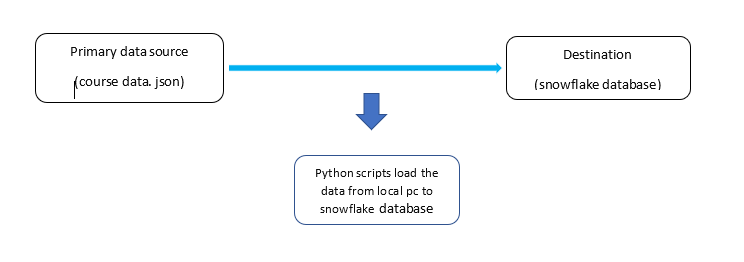 Primary data source
(course data. json)
Destination
(snowflake database)
Python scripts load the
data from local pc to
snowflake database